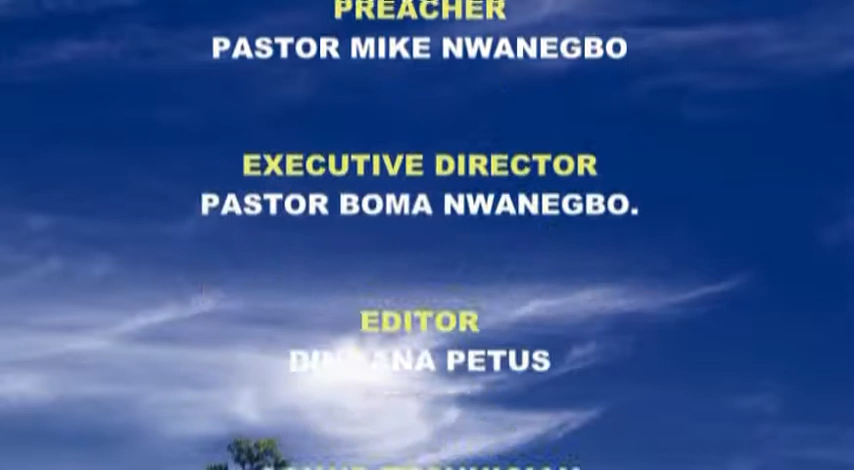 PREACHER
PASTOR MIKE NWANEGBO
EXECUTIVE DIRECTOR
PASTOR BOMA NWANEGBO.
EDITOR
PETUS